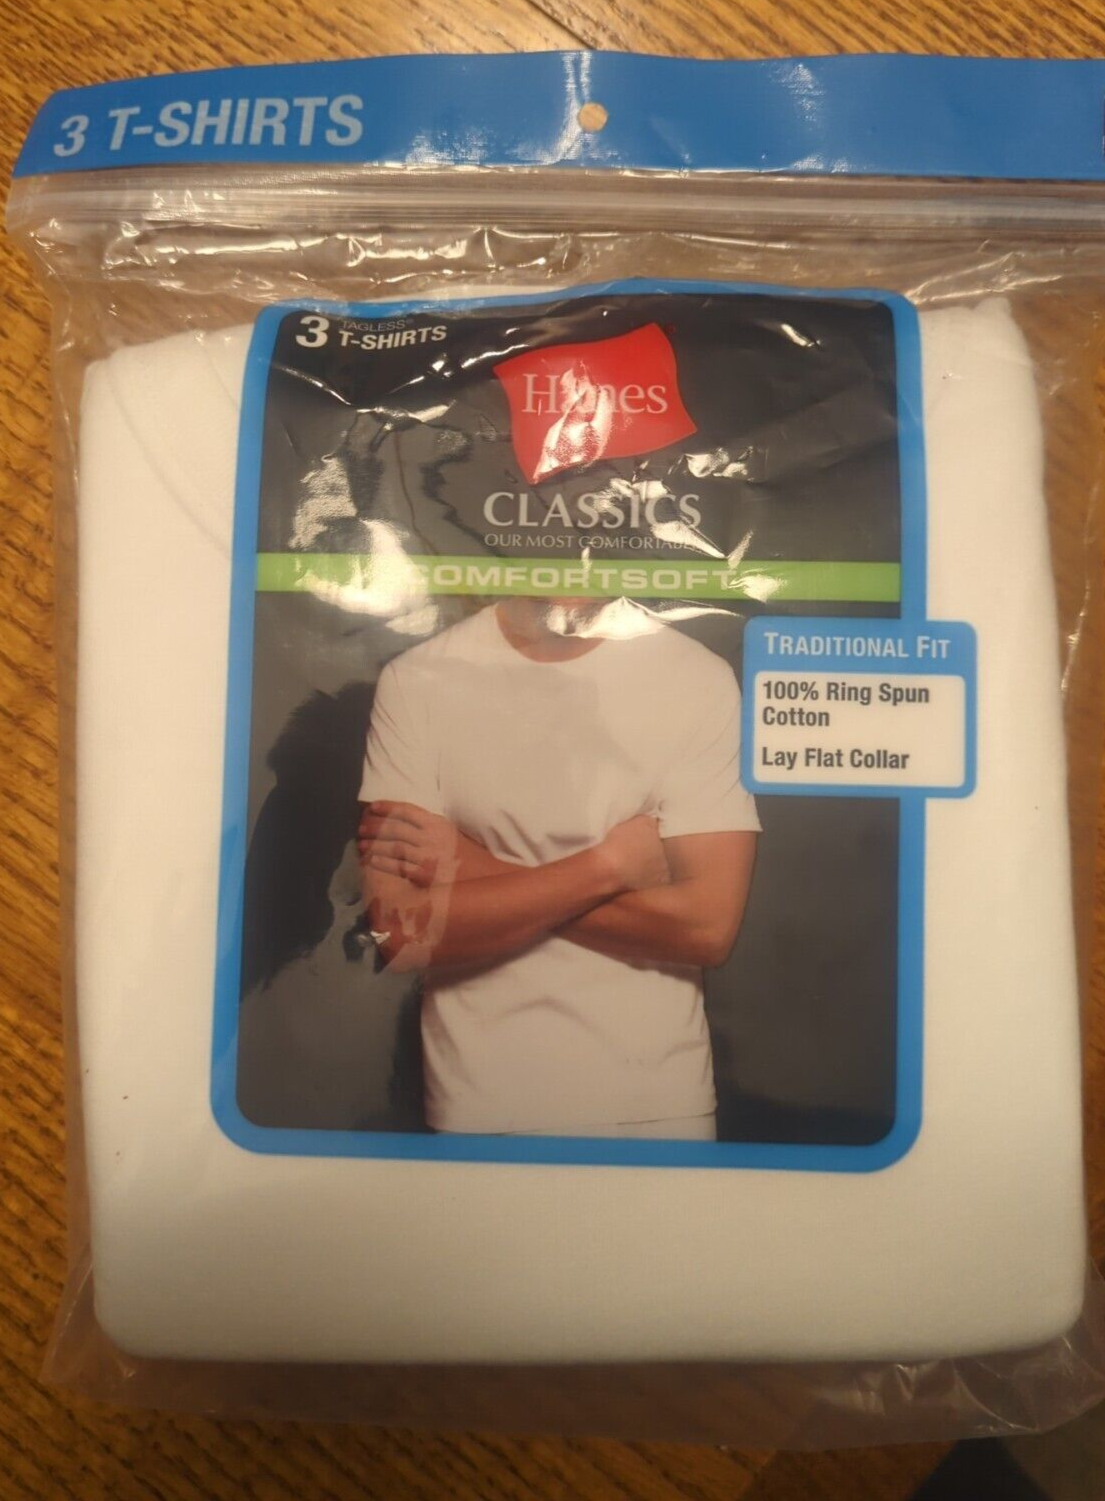 3 T-SHIRTS
3 TAGLESS
T-SHIRTS
Hanes
CLASSICS
OUR MOST COMFORTABLE
COMFORTSOFT
TRADITIONAL FIT
100% Ring Spun
Cotton
Lay Flat Collar